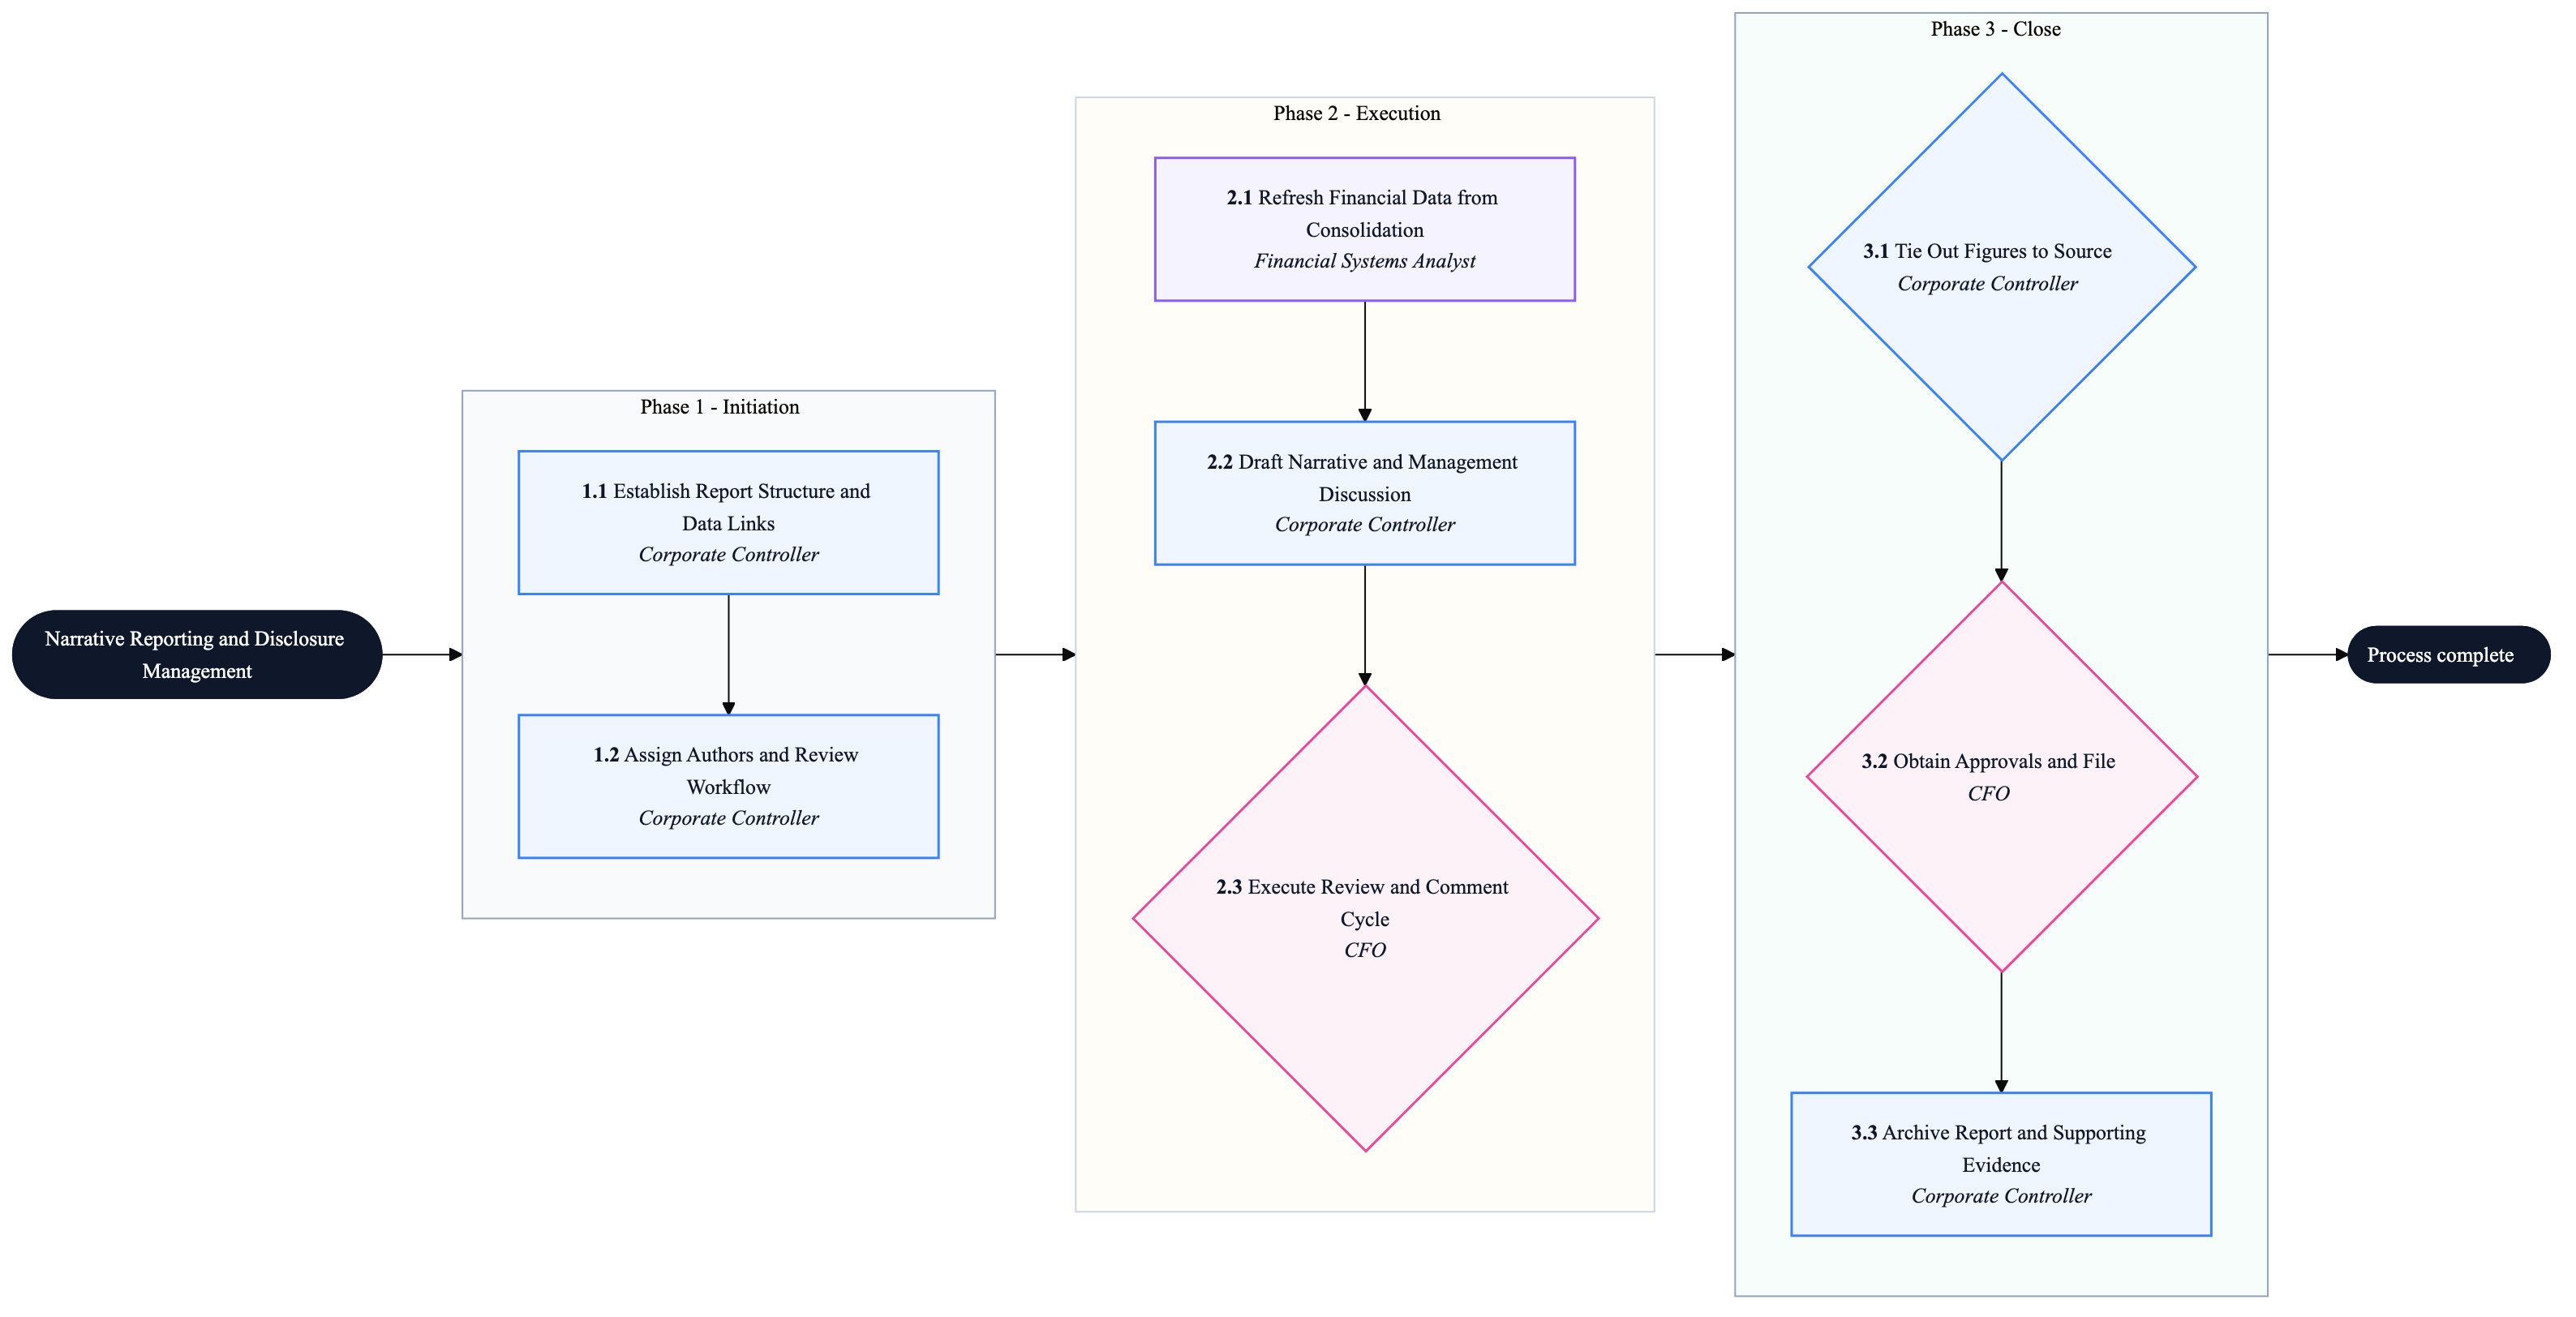 Narrative Reporting and Disclosure
Management
Phase 1 - Initiation
1.1 Establish Report Structure and
Data Links
Corporate Controller
1.2 Assign Authors and Review
Workflow
Corporate Controller
Phase 2 - Execution
2.1 Refresh Financial Data from
Consolidation
Financial Systems Analyst
2.2 Draft Narrative and Management
Discussion
Corporate Controller
2.3 Execute Review and Comment
Cycle
CFO
Phase 3 - Close
3.1 Tie Out Figures to Source
Corporate Controller
3.2 Obtain Approvals and File
CFO
3.3 Archive Report and Supporting
Evidence
Corporate Controller
Process complete